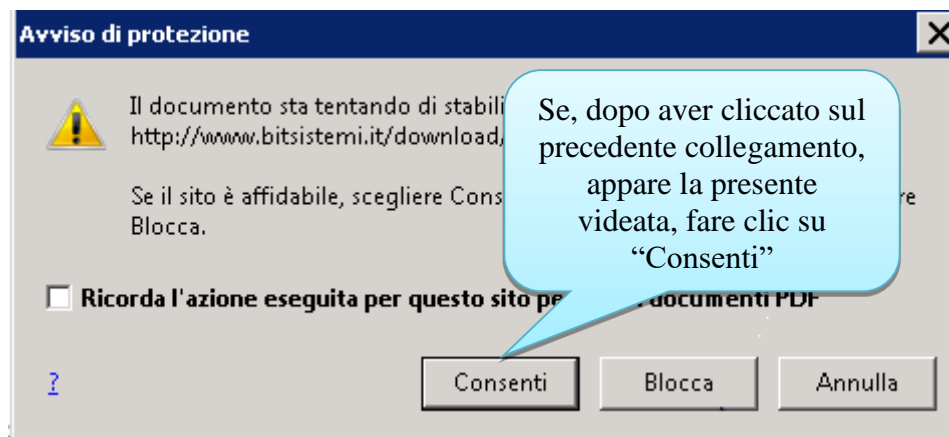 Avviso di protezione
Il documento sta tentando di stabili
http://www.bitsistemi.it/download/
Se il sito è affidabile, scegliere Cons re
Blocca.
Se, dopo aver cliccato sul
precedente collegamento,
appare la presente
videata, fare clic su
“Consenti”
Ricorda l'azione eseguita per questo sito pe documenti PDF
?
Consenti
Blocca
Annulla